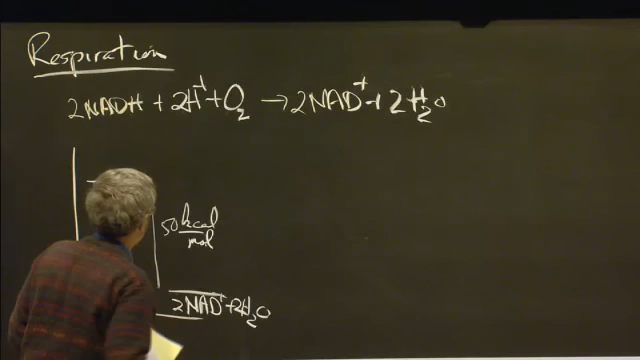 Respiration
2NADH + 2H⁺ + O₂ → 2NAD⁺ + 2H₂O
50 kcal/mol
2NAD⁺ + 2H₂O